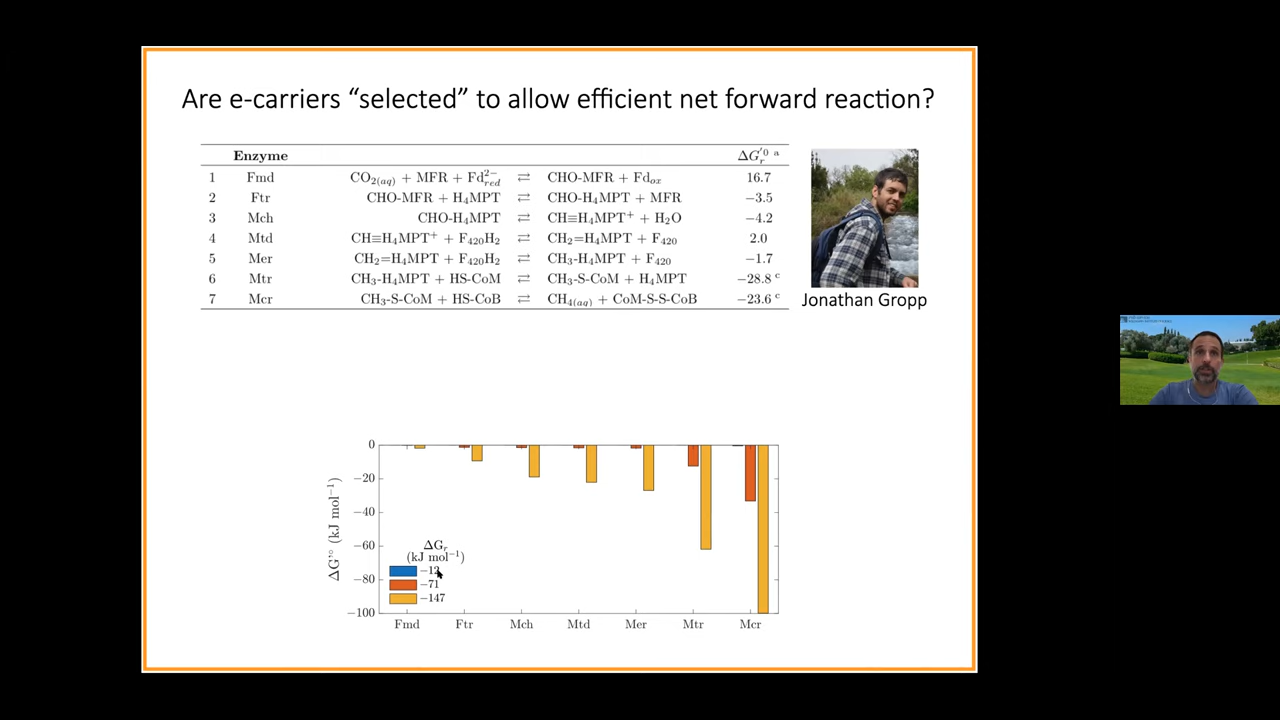 Are e-carriers “selected” to allow efficient net forward reaction?
Enzyme ΔG′⁰ᵣ ᵃ
1 Fmd CO₂₍ₐq₎ + MFR + Fd²⁻red ⇄ CHO-MFR + Fdₒₓ 16.7
2 Ftr CHO-MFR + H₄MPT ⇄ CHO-H₄MPT + MFR −3.5
3 Mch CHO-H₄MPT ⇄ CH≡H₄MPT⁺ + H₂O −4.2
4 Mtd CH≡H₄MPT⁺ + F₄₂₀H₂ ⇄ CH₂=H₄MPT + F₄₂₀ 2.0
5 Mer CH₂=H₄MPT + F₄₂₀H₂ ⇄ CH₃-H₄MPT + F₄₂₀ −1.7
6 Mtr CH₃-H₄MPT + HS-CoM ⇄ CH₃-S-CoM + H₄MPT −28.8 ᶜ
7 Mcr CH₃-S-CoM + HS-CoB ⇄ CH₄₍ₐq₎ + CoM-S-S-CoB −23.6 ᶜ
Jonathan Gropp
0
−20
−40
−60
−80
−100
ΔG'° (kJ mol⁻¹)
ΔGᵣ
(kJ mol⁻¹)
−12
−71
−147
Fmd Ftr Mch Mtd Mer Mtr Mcr